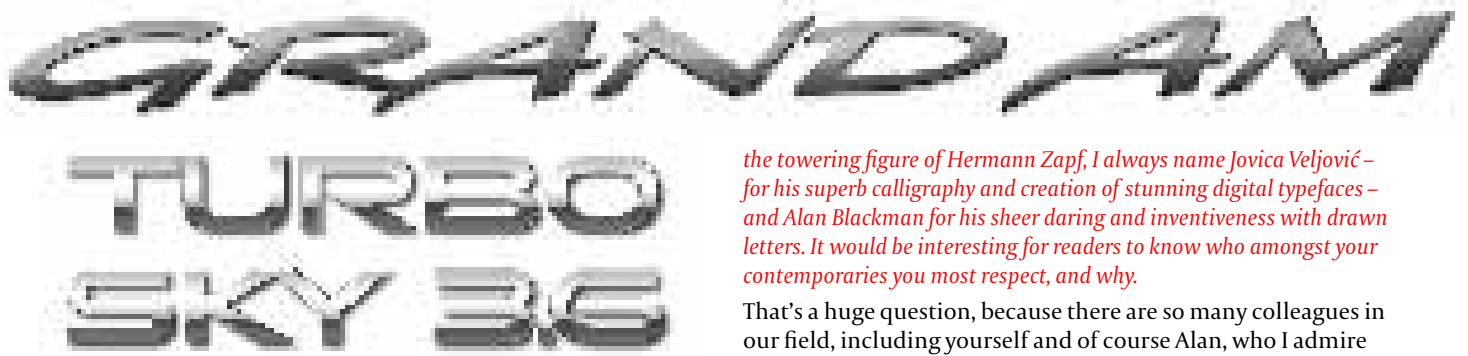 GRAND AM
TURBO
SKY 3.6
the towering figure of Hermann Zapf, I always name Jovica Veljović –
for his superb calligraphy and creation of stunning digital typefaces –
and Alan Blackman for his sheer daring and inventiveness with drawn
letters. It would be interesting for readers to know who amongst your
contemporaries you most respect, and why.
That’s a huge question, because there are so many colleagues in
our field, including yourself and of course Alan, who I admire